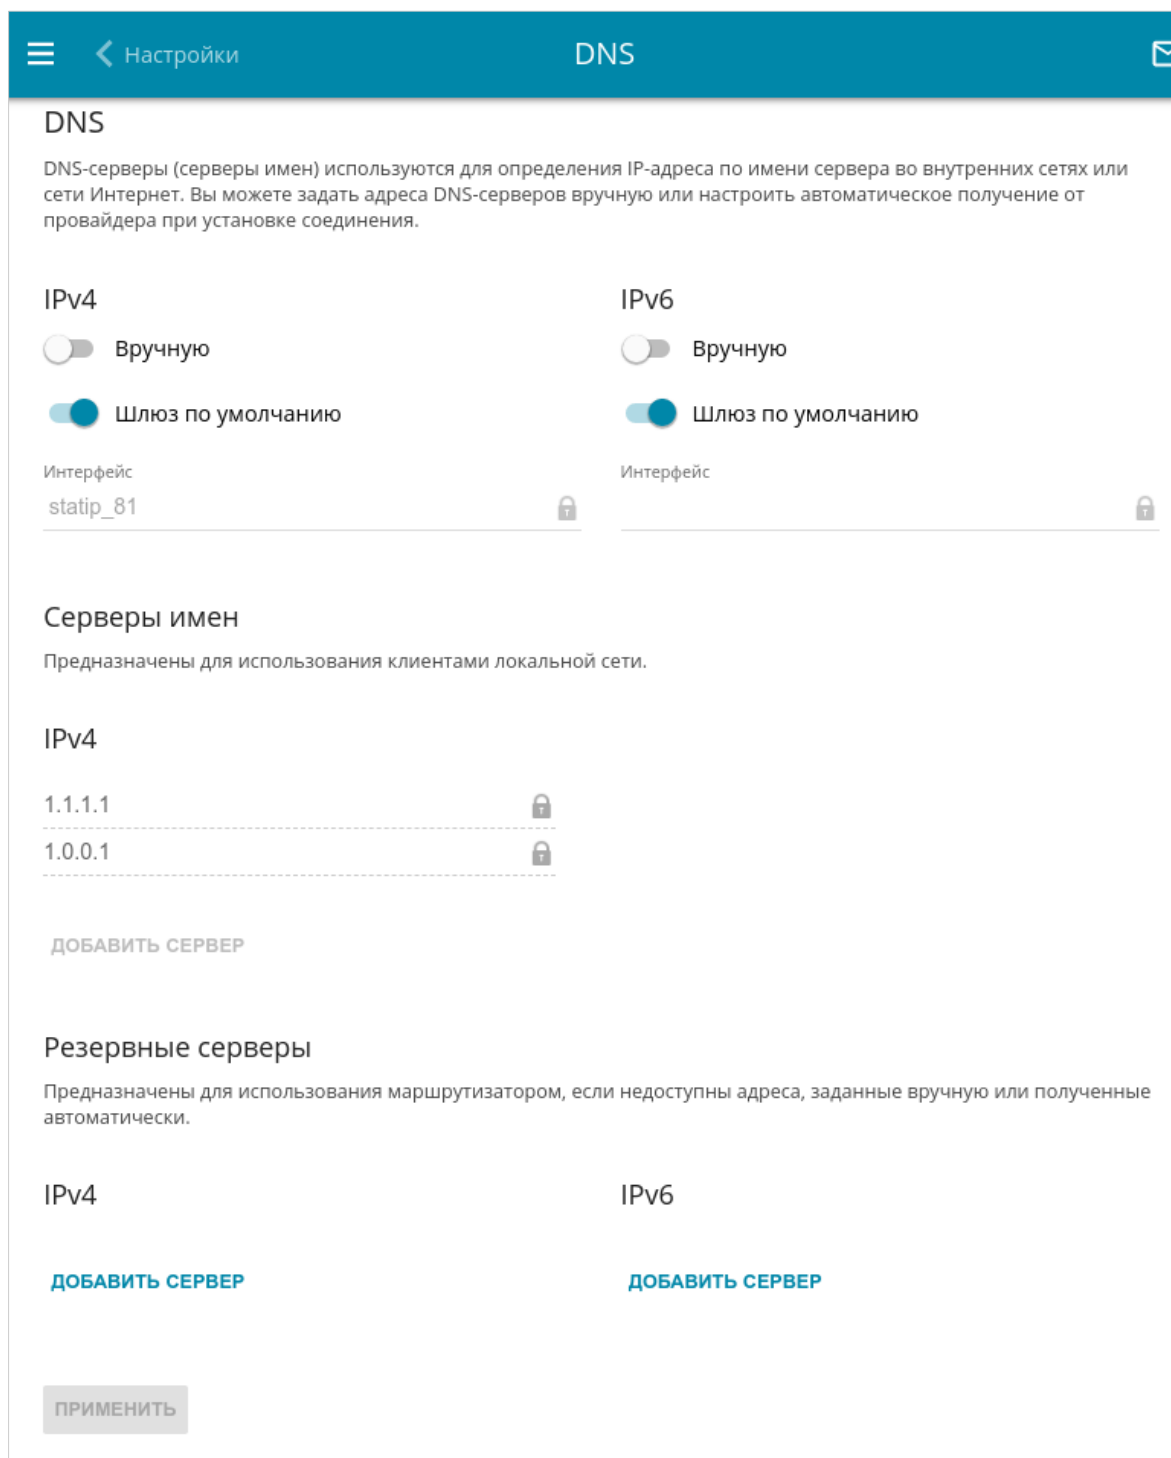 Настройки
DNS
DNS
DNS-серверы (серверы имен) используются для определения IP-адреса по имени сервера во внутренних сетях или
сети Интернет. Вы можете задать адреса DNS-серверов вручную или настроить автоматическое получение от
провайдера при установке соединения.
IPv4
IPv6
Вручную
Вручную
Шлюз по умолчанию
Шлюз по умолчанию
Интерфейс
Интерфейс
statip_81
Серверы имен
Предназначены для использования клиентами локальной сети.
IPv4
1.1.1.1
1.0.0.1
ДОБАВИТЬ СЕРВЕР
Резервные серверы
Предназначены для использования маршрутизатором, если недоступны адреса, заданные вручную или полученные
автоматически.
IPv4
IPv6
ДОБАВИТЬ СЕРВЕР
ДОБАВИТЬ СЕРВЕР
ПРИМЕНИТЬ